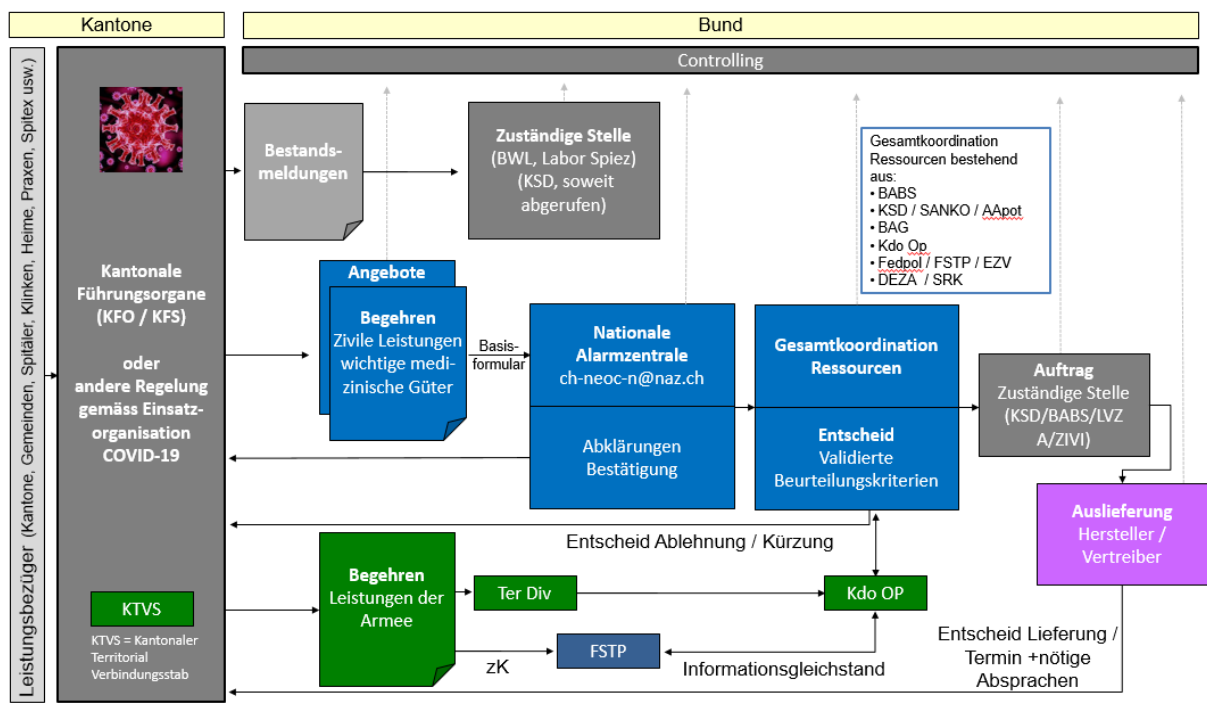 Kantone
Bund
Leistungsbezüger (Kantone, Gemeinden, Spitäler, Kliniken, Heime, Praxen, Spitex usw.)
Controlling
Kantonale
Führungsorgane
(KFO / KFS)
oder
andere Regelung
gemäss Einsatz-
organisation
COVID-19
KTVS
KTVS = Kantonaler
Territorial
Verbindungsstab
Bestands-
meldungen
Zuständige Stelle
(BWL, Labor Spiez)
(KSD, soweit
abgerufen)
Gesamtkoordination
Ressourcen bestehend
aus:
• BABS
• KSD / SANKO / AApot
• BAG
• Kdo Op
• Fedpol / FSTP / EZV
• DEZA / SRK
Angebote
Begehren
Zivile Leistungen
wichtige medi-
zinische Güter
Basis-
formular
Nationale
Alarmzentrale
ch-neoc-n@naz.ch
Abklärungen
Bestätigung
Gesamtkoordination
Ressourcen
Entscheid
Validierte
Beurteilungskriterien
Auftrag
Zuständige Stelle
(KSD/BABS/LVZ
A/ZIVI)
Auslieferung
Hersteller /
Vertreiber
Entscheid Ablehnung / Kürzung
Begehren
Leistungen der
Armee
Ter Div
Kdo OP
zK
FSTP
Informationsgleichstand
Entscheid Lieferung /
Termin +nötige
Absprachen